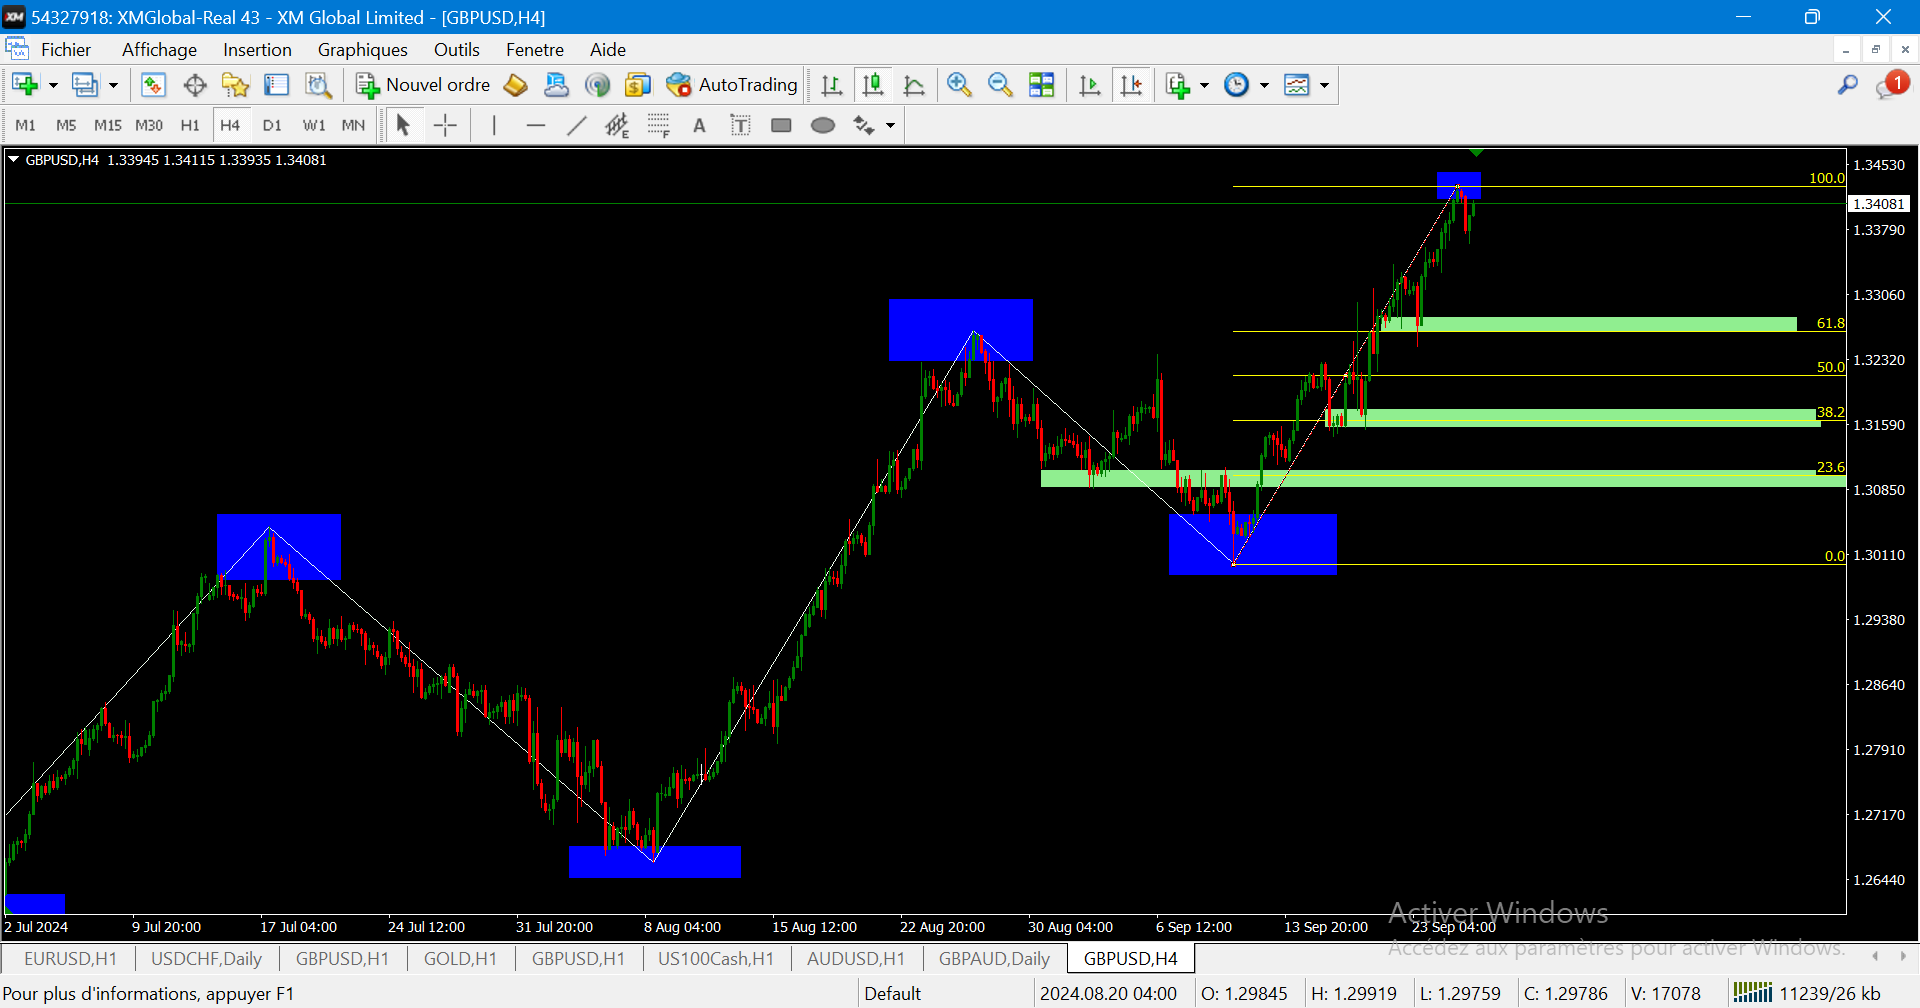 54327918: XMGlobal-Real 43 - XM Global Limited - [GBPUSD,H4]
Fichier Affichage Insertion Graphiques Outils Fenetre Aide
Nouvel ordre AutoTrading 1
M1 M5 M15 M30 H1 H4 D1 W1 MN E F A T
GBPUSD,H4 1.33945 1.34115 1.33935 1.34081
1.34530
100.0
1.34081
1.33790
1.33060
61.8
1.32320
50.0
38.2
1.31590
23.6
1.30850
0.0
1.30110
1.29380
1.28640
1.27910
1.27170
1.26440
Activer Windows
2 Jul 2024 9 Jul 20:00 17 Jul 04:00 24 Jul 12:00 31 Jul 20:00 8 Aug 04:00 15 Aug 12:00 22 Aug 20:00 30 Aug 04:00 6 Sep 12:00 13 Sep 20:00 23 Sep 04:00
Accédez aux paramètres pour activer Windows.
EURUSD,H1 USDCHF,Daily GBPUSD,H1 GOLD,H1 GBPUSD,H1 US100Cash,H1 AUDUSD,H1 GBPAUD,Daily GBPUSD,H4
Pour plus d'informations, appuyer F1 Default 2024.08.20 04:00 O: 1.29845 H: 1.29919 L: 1.29759 C: 1.29786 V: 17078 11239/26 kb